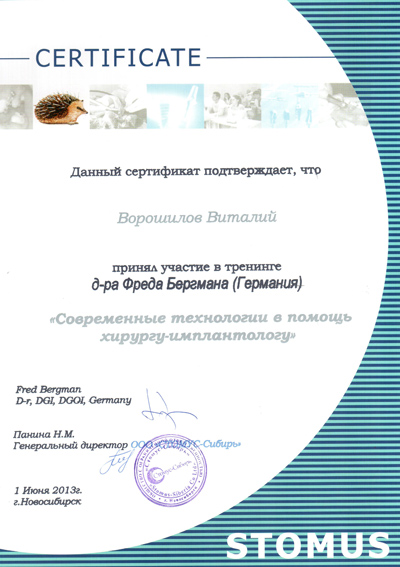 CERTIFICATE
Данный сертификат подтверждает, что
Ворошилов Виталий
принял участие в тренинге
д-ра Фреда Бергмана (Германия)
«Современные технологии в помощь
хирургу-имплантологу»
Fred Bergman
D-r, DGI, DGOI, Germany
Панина Н.М.
Генеральный директор ООО «СТОМУС-Сибирь»
1 Июня 2013г.
г.Новосибирск
STOMUS